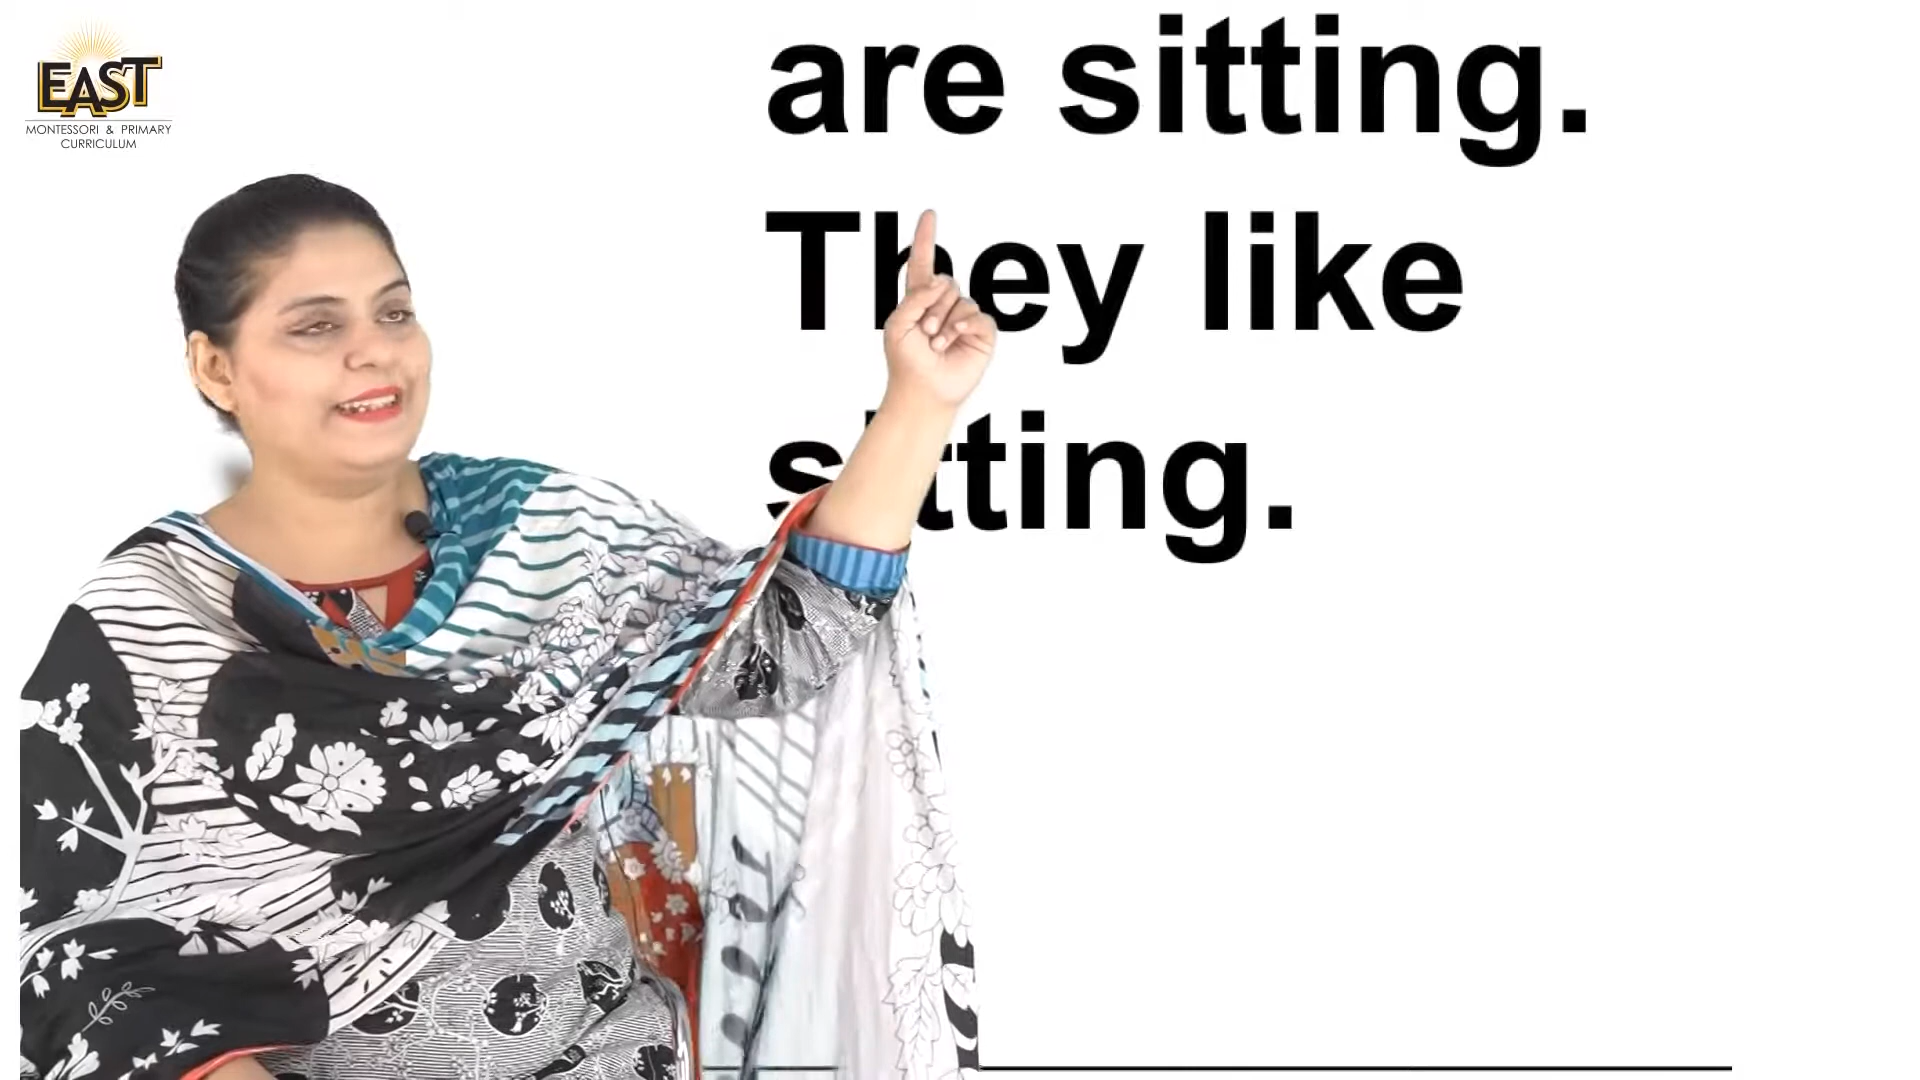 EAST
MONTESSORI & PRIMARY
CURRICULUM
are sitting.
They like
sitting.